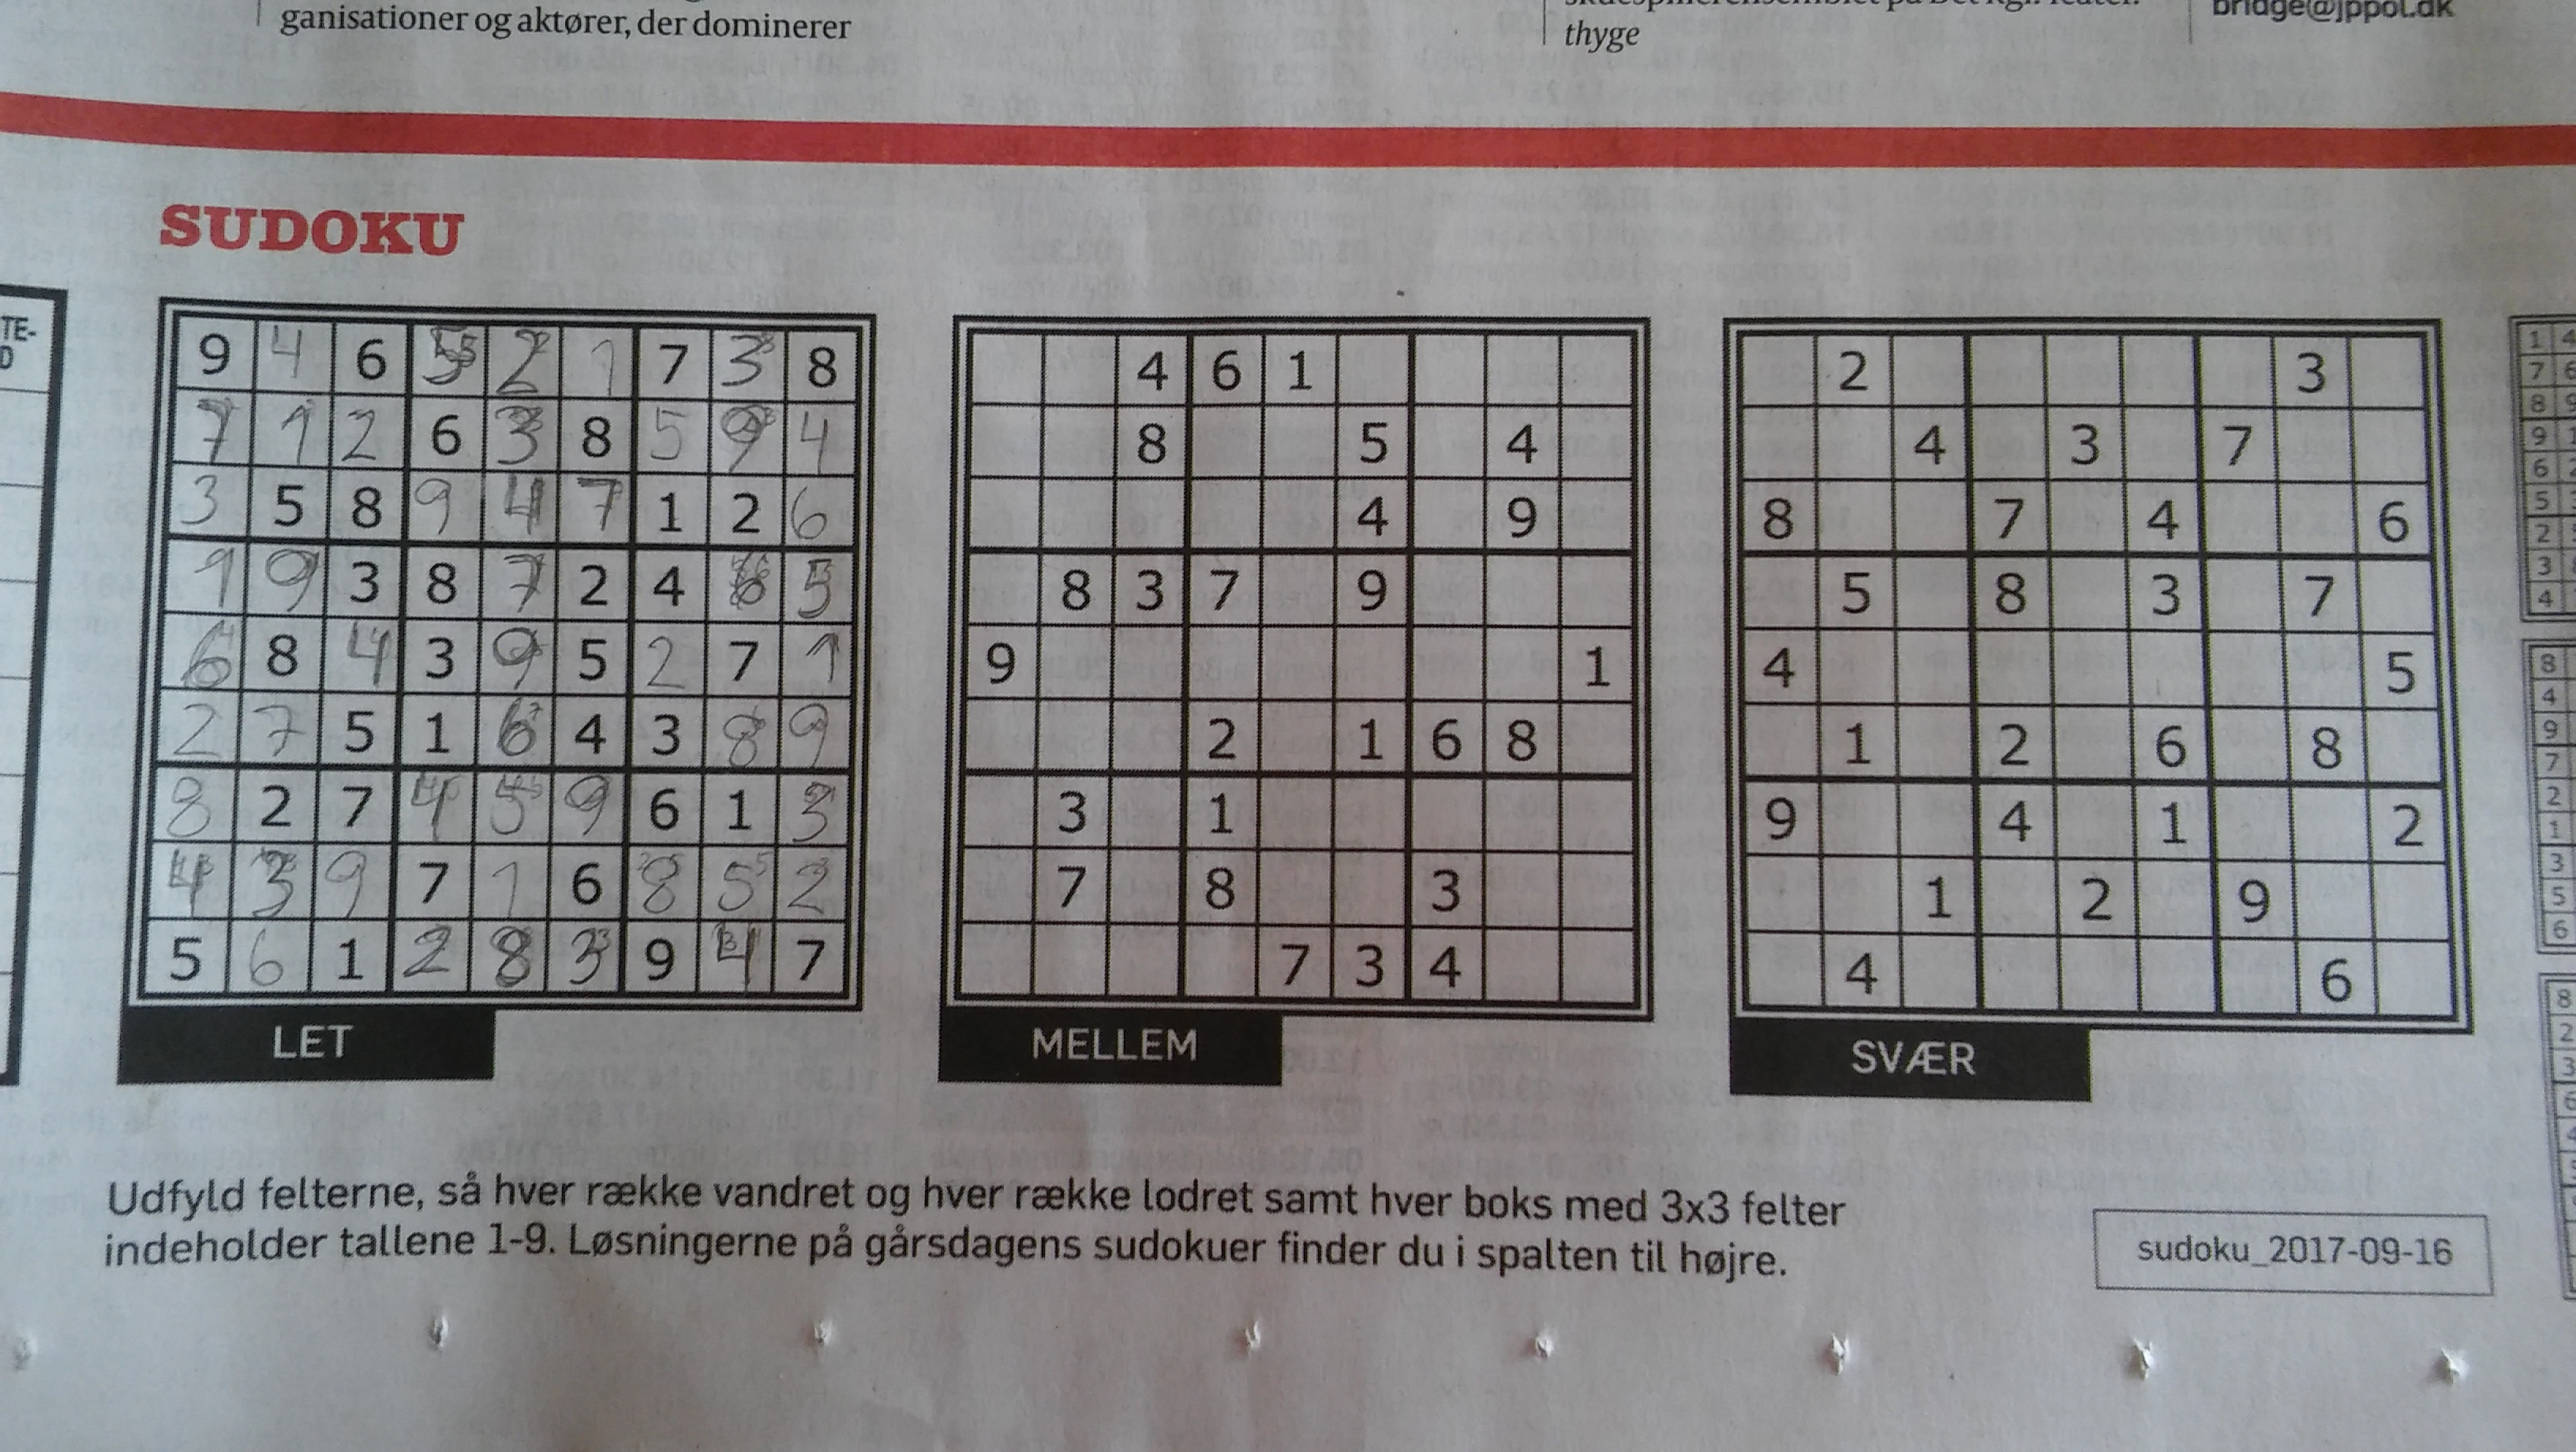 ganisationer og aktører, der dominerer
thyge
bridge@jppol.dk
SUDOKU
TE-
D
9 4 6 5 2 1 7 3 8
7 1 2 6 3 8 5 9 4
3 5 8 9 4 7 1 2 6
1 9 3 8 7 2 4 6 5
6 8 4 3 9 5 2 7 1
2 7 5 1 6 4 3 8 9
8 2 7 4 5 9 6 1 3
4 3 9 7 1 6 8 5 2
5 6 1 2 8 3 9 4 7
LET
4 6 1
8 5 4
4 9
8 3 7 9
9 1
2 1 6 8
3 1
7 8 3
7 3 4
MELLEM
2 3
4 3 7
8 7 4 6
5 8 3 7
4 5
1 2 6 8
9 4 1 2
1 2 9
4 6
SVÆR
Udfyld felterne, så hver række vandret og hver række lodret samt hver boks med 3x3 felter
indeholder tallene 1-9. Løsningerne på gårsdagens sudokuer finder du i spalten til højre.
sudoku_2017-09-16